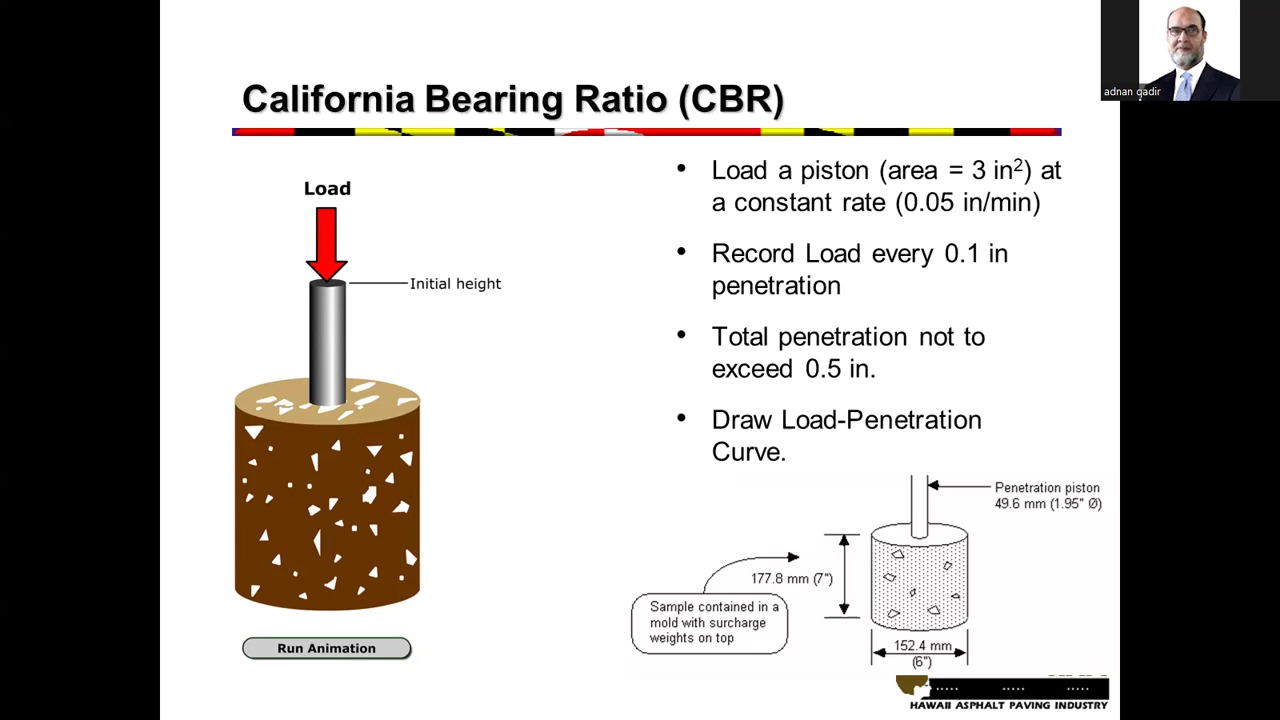 adnan qadir
California Bearing Ratio (CBR)
Load
Initial height
Run Animation
• Load a piston (area = 3 in²) at
a constant rate (0.05 in/min)
• Record Load every 0.1 in
penetration
• Total penetration not to
exceed 0.5 in.
• Draw Load-Penetration
Curve.
Penetration piston
49.6 mm (1.95" Ø)
177.8 mm (7")
Sample contained in a
mold with surcharge
weights on top
152.4 mm
(6")
HAWAII ASPHALT PAVING INDUSTRY